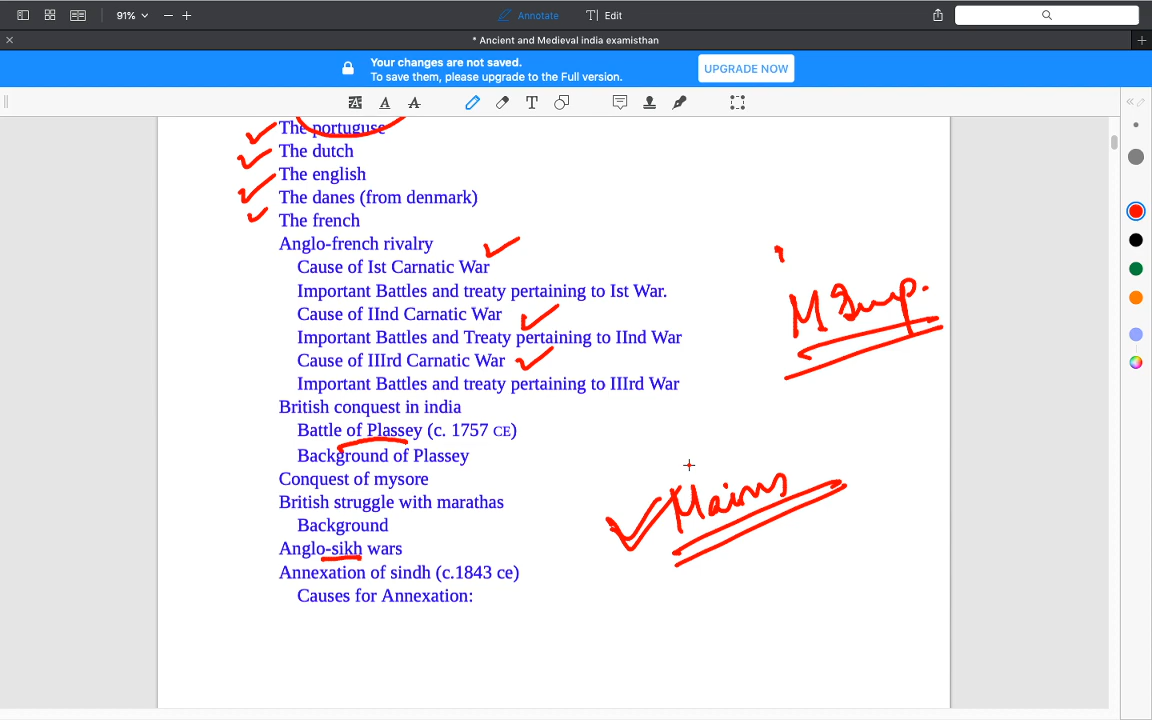 91%
Annotate
T Edit
* Ancient and Medieval india examisthan
Your changes are not saved.
To save them, please upgrade to the Full version.
UPGRADE NOW
The portuguse
The dutch
The english
The danes (from denmark)
The french
Anglo-french rivalry
Cause of Ist Carnatic War
Important Battles and treaty pertaining to Ist War.
M Imp.
Cause of IInd Carnatic War
Important Battles and Treaty pertaining to IInd War
Cause of IIIrd Carnatic War
Important Battles and treaty pertaining to IIIrd War
British conquest in india
Battle of Plassey (c. 1757 CE)
Background of Plassey
Conquest of mysore
Mains
British struggle with marathas
Background
Anglo-sikh wars
Annexation of sindh (c.1843 ce)
Causes for Annexation: